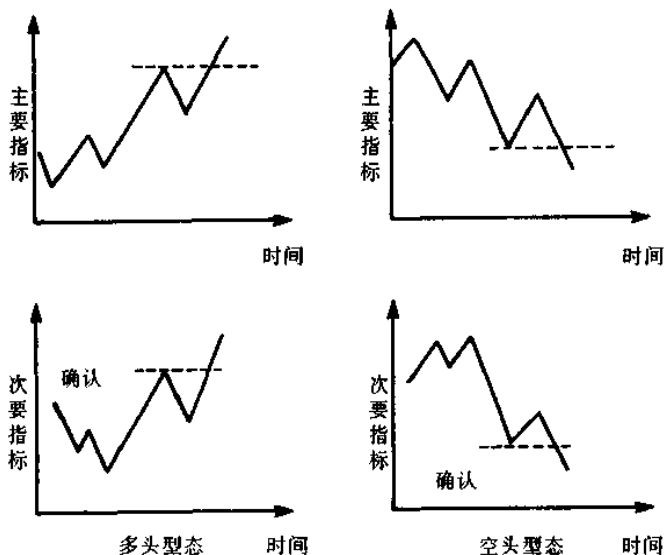 主要指标
主要指标
时间
时间
确认
次要指标
次要指标
确认
多头型态
时间
空头型态
时间